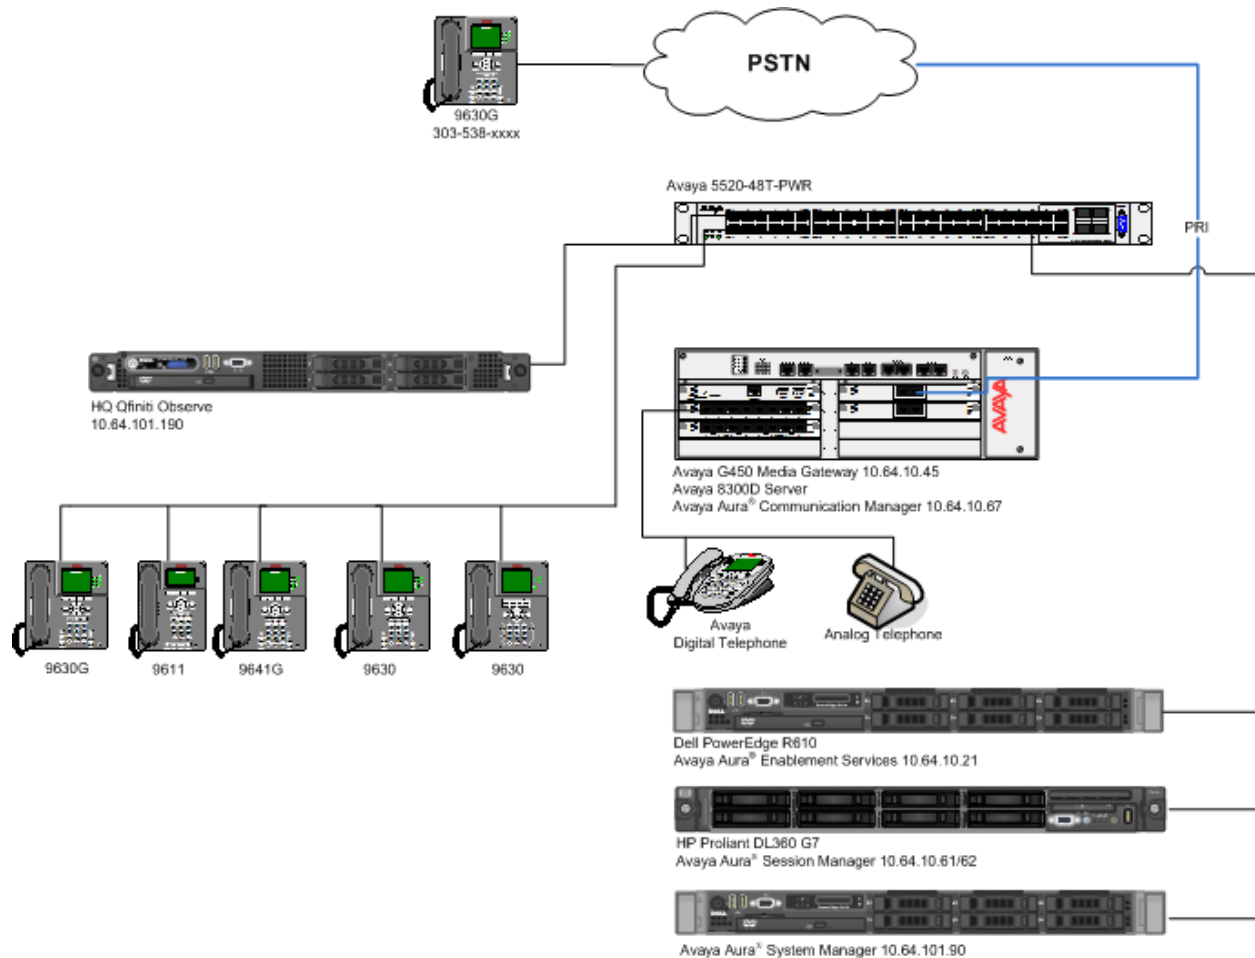 PSTN
9630G
303-538-xxxx
Avaya 5520-48T-PWR
PRI
HQ Qfiniti Observe
10.64.101.190
AVAYA
Avaya G450 Media Gateway 10.64.10.45
Avaya 8300D Server
Avaya Aura® Communication Manager 10.64.10.67
9630G
9611
9641G
9630
9630
Avaya
Digital Telephone
Analog Telephone
DELL
Dell PowerEdge R610
Avaya Aura® Enablement Services 10.64.10.21
HP Proliant DL360 G7
Avaya Aura® Session Manager 10.64.10.61/62
DELL
Avaya Aura® System Manager 10.64.101.90